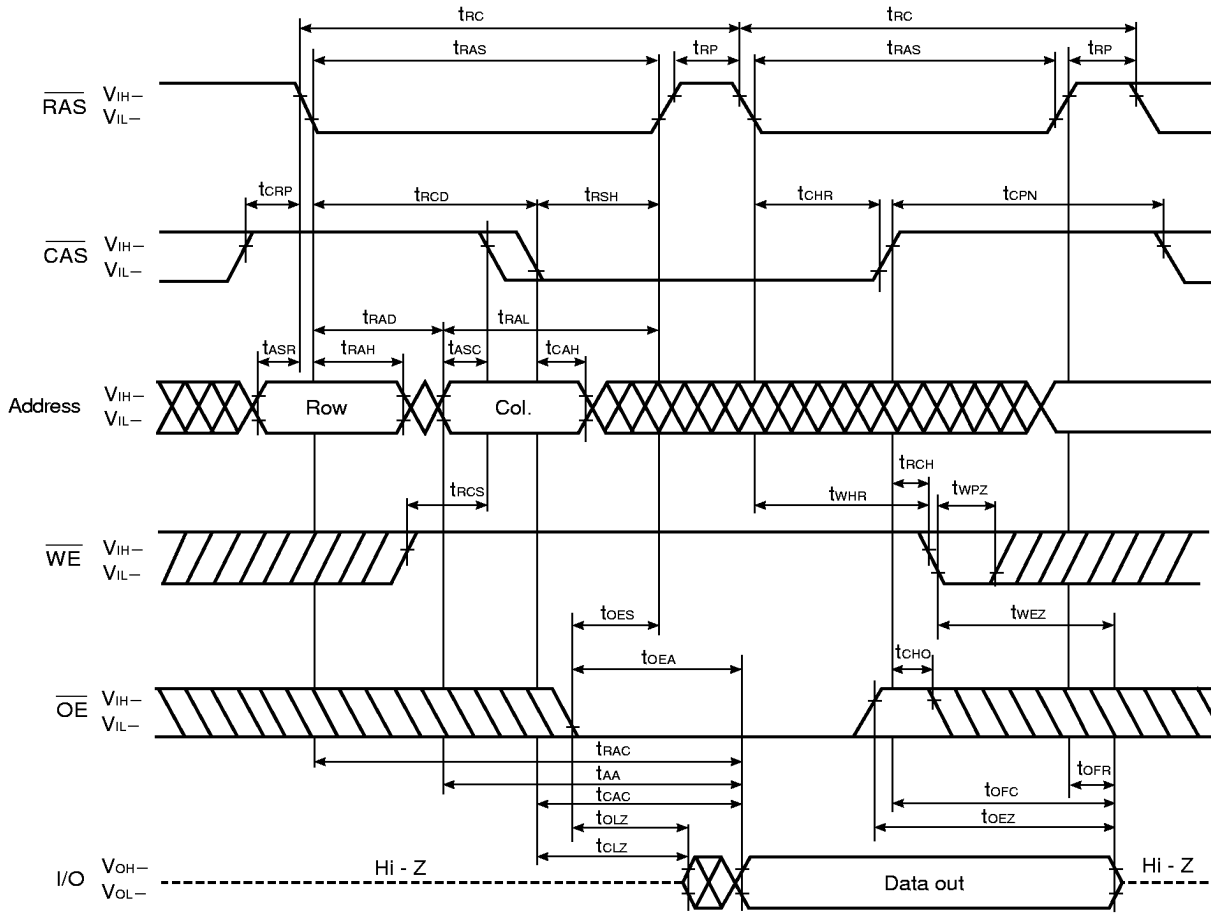 tRC tRC
tRAS tRP tRAS tRP
RAS VIH–
VIL–
tCRP tRCD tRSH tCHR tCPN
CAS VIH–
VIL–
tRAD tRAL
tASR tRAH tASC tCAH
Address VIH–
VIL–
Row Col.
tRCH
tRCS tWHR tWPZ
WE VIH–
VIL–
tOES tWEZ
tOEA tCHO
OE VIH–
VIL–
tRAC
tAA tOFR
tCAC tOFC
tOLZ tOEZ
tCLZ
I/O VOH–
VOL–
Hi - Z Data out Hi - Z